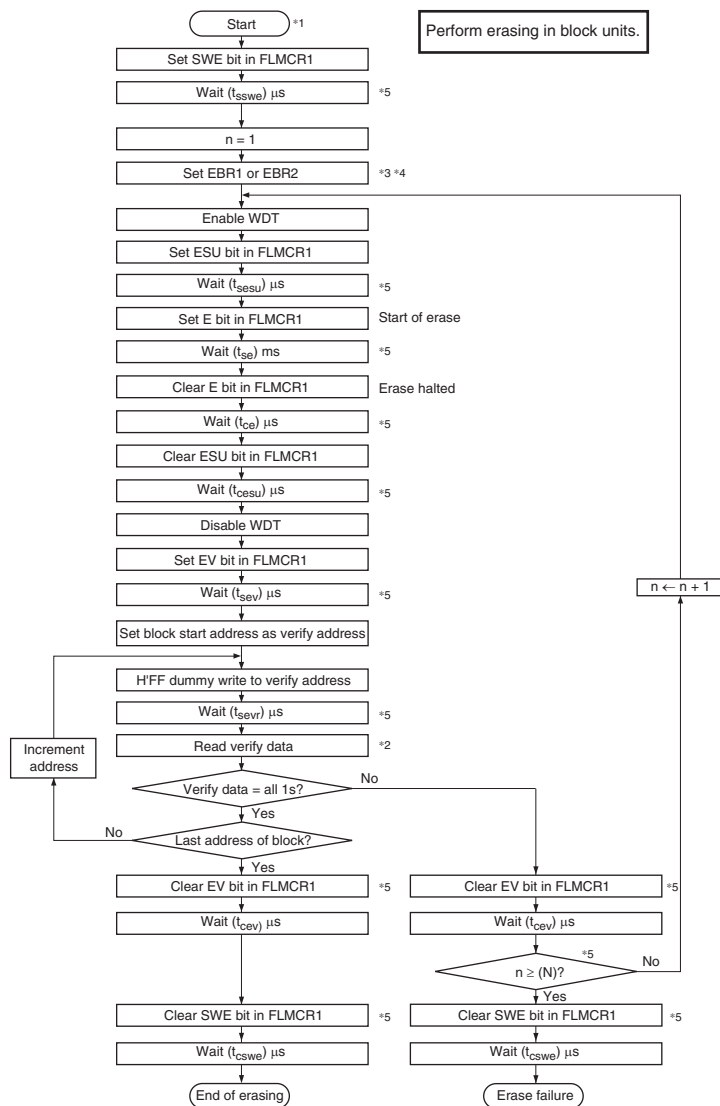 Start
*1
Perform erasing in block units.
Set SWE bit in FLMCR1
Wait (tsswe) μs
*5
n = 1
Set EBR1 or EBR2
*3 *4
Enable WDT
Set ESU bit in FLMCR1
Wait (tsesu) μs
*5
Set E bit in FLMCR1
Start of erase
Wait (tse) ms
*5
Clear E bit in FLMCR1
Erase halted
Wait (tce) μs
*5
Clear ESU bit in FLMCR1
Wait (tcesu) μs
*5
Disable WDT
Set EV bit in FLMCR1
Wait (tsev) μs
*5
n ← n + 1
Set block start address as verify address
H'FF dummy write to verify address
Wait (tsevr) μs
*5
Read verify data
*2
Increment
address
Verify data = all 1s?
No
Yes
Last address of block?
No
Yes
Clear EV bit in FLMCR1
*5
Wait (tcev) μs
Clear EV bit in FLMCR1
*5
Wait (tcev) μs
*5
n ≥ (N)?
No
Yes
Clear SWE bit in FLMCR1
*5
Wait (tcswe) μs
Clear SWE bit in FLMCR1
*5
Wait (tcswe) μs
End of erasing
Erase failure